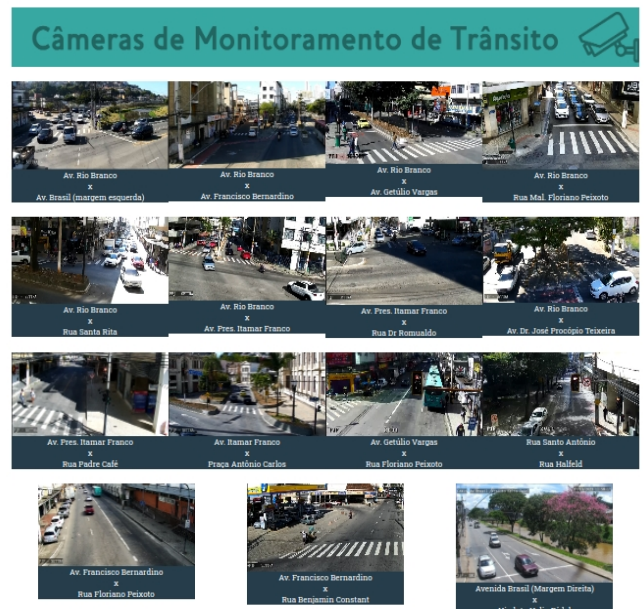 Câmeras de Monitoramento de Trânsito
Av. Rio Branco
x
Av. Brasil (margem esquerda)
Av. Rio Branco
x
Av. Francisco Bernardino
Av. Rio Branco
x
Av. Getúlio Vargas
Av. Rio Branco
x
Rua Mal. Floriano Peixoto
Av. Rio Branco
x
Rua Santa Rita
Av. Rio Branco
x
Av. Pres. Itamar Franco
Av. Pres. Itamar Franco
x
Rua Dr Romualdo
Av. Rio Branco
x
Av. Dr. José Procópio Teixeira
Av. Pres. Itamar Franco
x
Rua Padre Café
Av. Itamar Franco
x
Praça Antônio Carlos
Av. Getúlio Vargas
x
Rua Floriano Peixoto
Rua Santo Antônio
x
Rua Halfeld
Av. Francisco Bernardino
x
Rua Floriano Peixoto
Av. Francisco Bernardino
x
Rua Benjamin Constant
Avenida Brasil (Margem Direita)
x